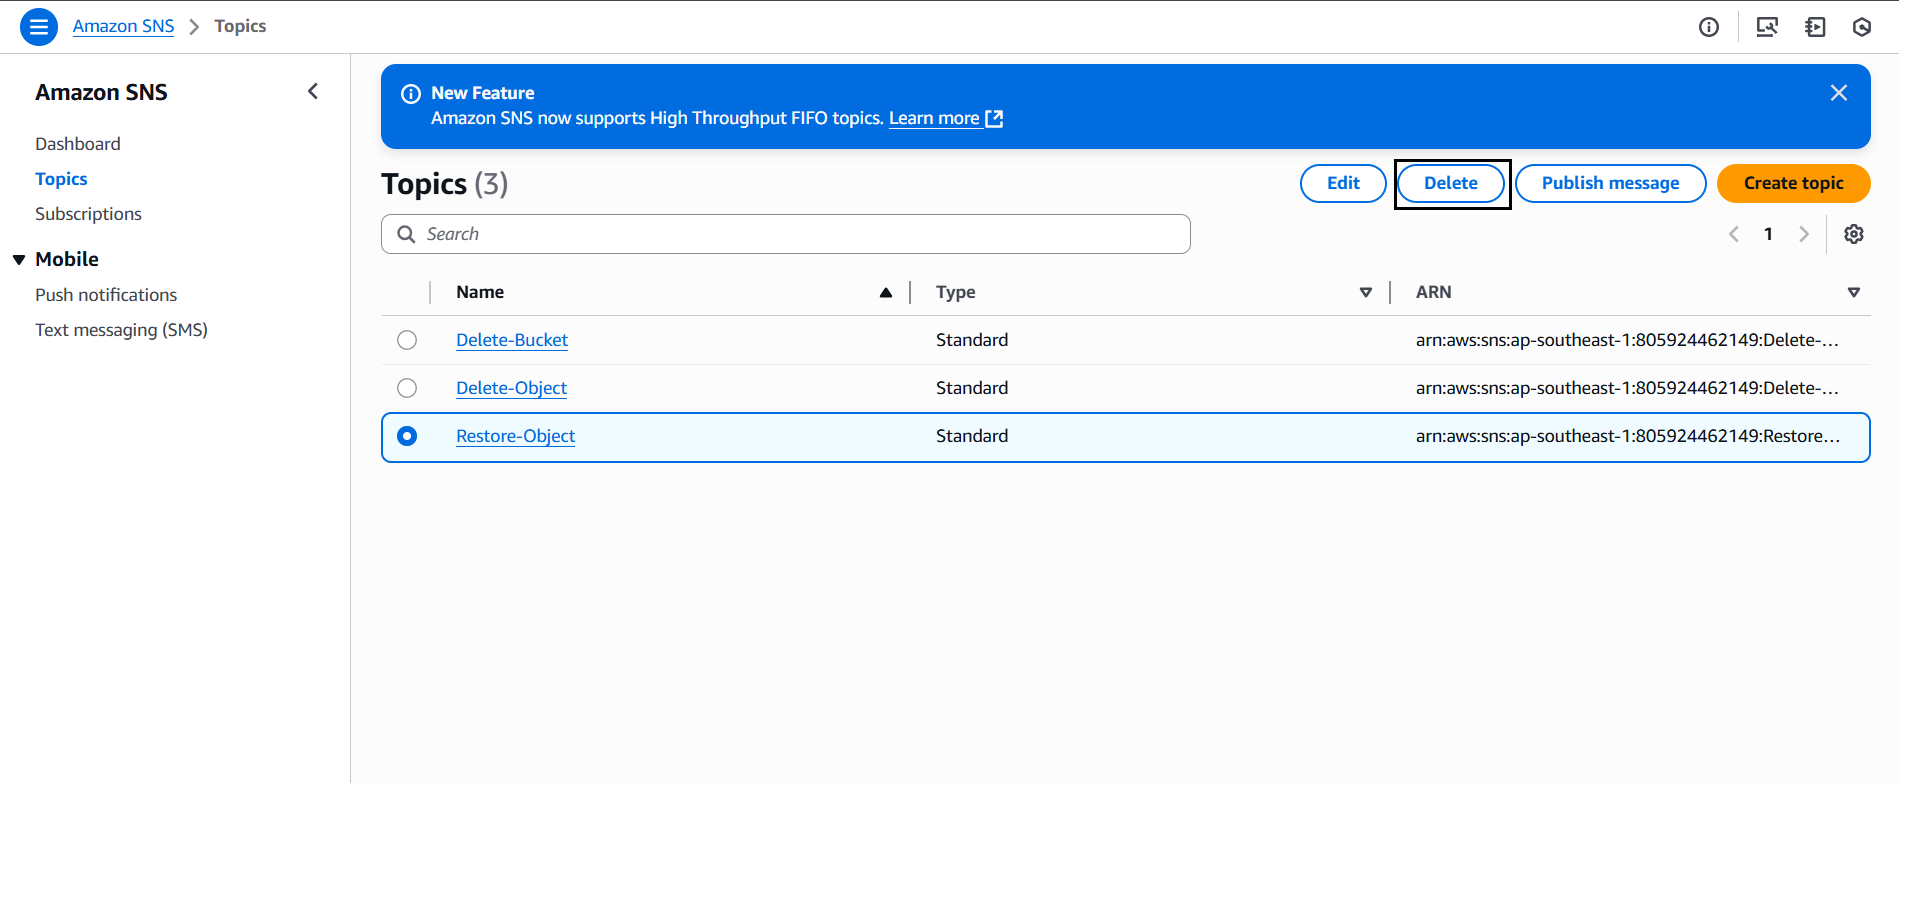 Amazon SNS > Topics
Amazon SNS
Dashboard
Topics
Subscriptions
Mobile
Push notifications
Text messaging (SMS)
New Feature
Amazon SNS now supports High Throughput FIFO topics. Learn more
Topics (3)
Edit
Delete
Publish message
Create topic
Search
1
Name Type ARN
Delete-Bucket Standard arn:aws:sns:ap-southeast-1:805924462149:Delete-...
Delete-Object Standard arn:aws:sns:ap-southeast-1:805924462149:Delete-...
Restore-Object Standard arn:aws:sns:ap-southeast-1:805924462149:Restore...